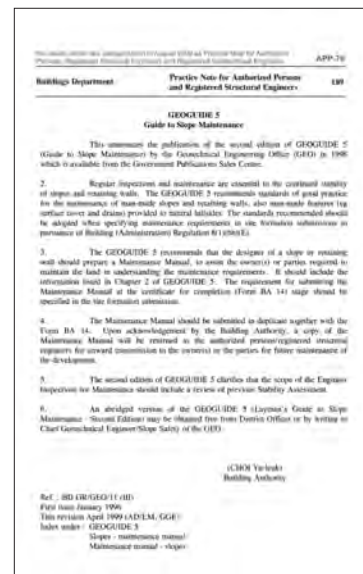 APP-76
Buildings Department
Practice Note for Authorized Persons
and Registered Structural Engineers
189
GEOGUIDE 5
Guide to Slope Maintenance
This announces the publication of the second edition of GEOGUIDE 5
(Guide to Slope Maintenance) by the Geotechnical Engineering Office (GEO) in 1998
which is available from the Government Publications Sales Centre.
2. Regular inspections and maintenance are essential to the continued stability
of slopes and retaining walls. The GEOGUIDE 5 recommends standards of good practice
for the maintenance of man-made slopes and retaining walls, also man-made features (eg
surface cover and drains) provided to natural hillsides. The standards recommended should
be adopted when specifying maintenance requirements in site formation submissions in
pursuance of Building (Administration) Regulation
3. The GEOGUIDE 5 recommends that the designer of a slope or retaining
wall should prepare a Maintenance Manual, to assist the owner(s) or parties required to
maintain the land in understanding the maintenance requirements. It should include the
information listed in Chapter 2 of GEOGUIDE 5. The requirement for submitting the
Maintenance Manual at the certificate for completion (Form BA 14) stage should be
specified in the site formation submission.
4. The Maintenance Manual should be submitted in duplicate together with the
Form BA 14. Upon acknowledgement by the Building Authority, a copy of the
Maintenance Manual will be returned to the authorized persons/registered structural
engineers for onward transmission to the owner(s) or the parties for future maintenance of
the development.
5. The second edition of GEOGUIDE 5 clarifies that the scope of the Engineer
Inspections for Maintenance should include a review of previous Stability Assessment.
6. An abridged version of the GEOGUIDE 5 (Layman's Guide to Slope
Maintenance - Second Edition) may be obtained free from District Offices or by writing to
Chief Geotechnical Engineer/Slope Safety of the GEO.
(CHOI Yu-leuk)
Building Authority
Ref. : BD GR/GEO/11 (III)
First issue January 1996
This revision April 1999 (AD/LM, GGE)
Index under : GEOGUIDE 5
Slopes - maintenance manual
Maintenance manual - slopes